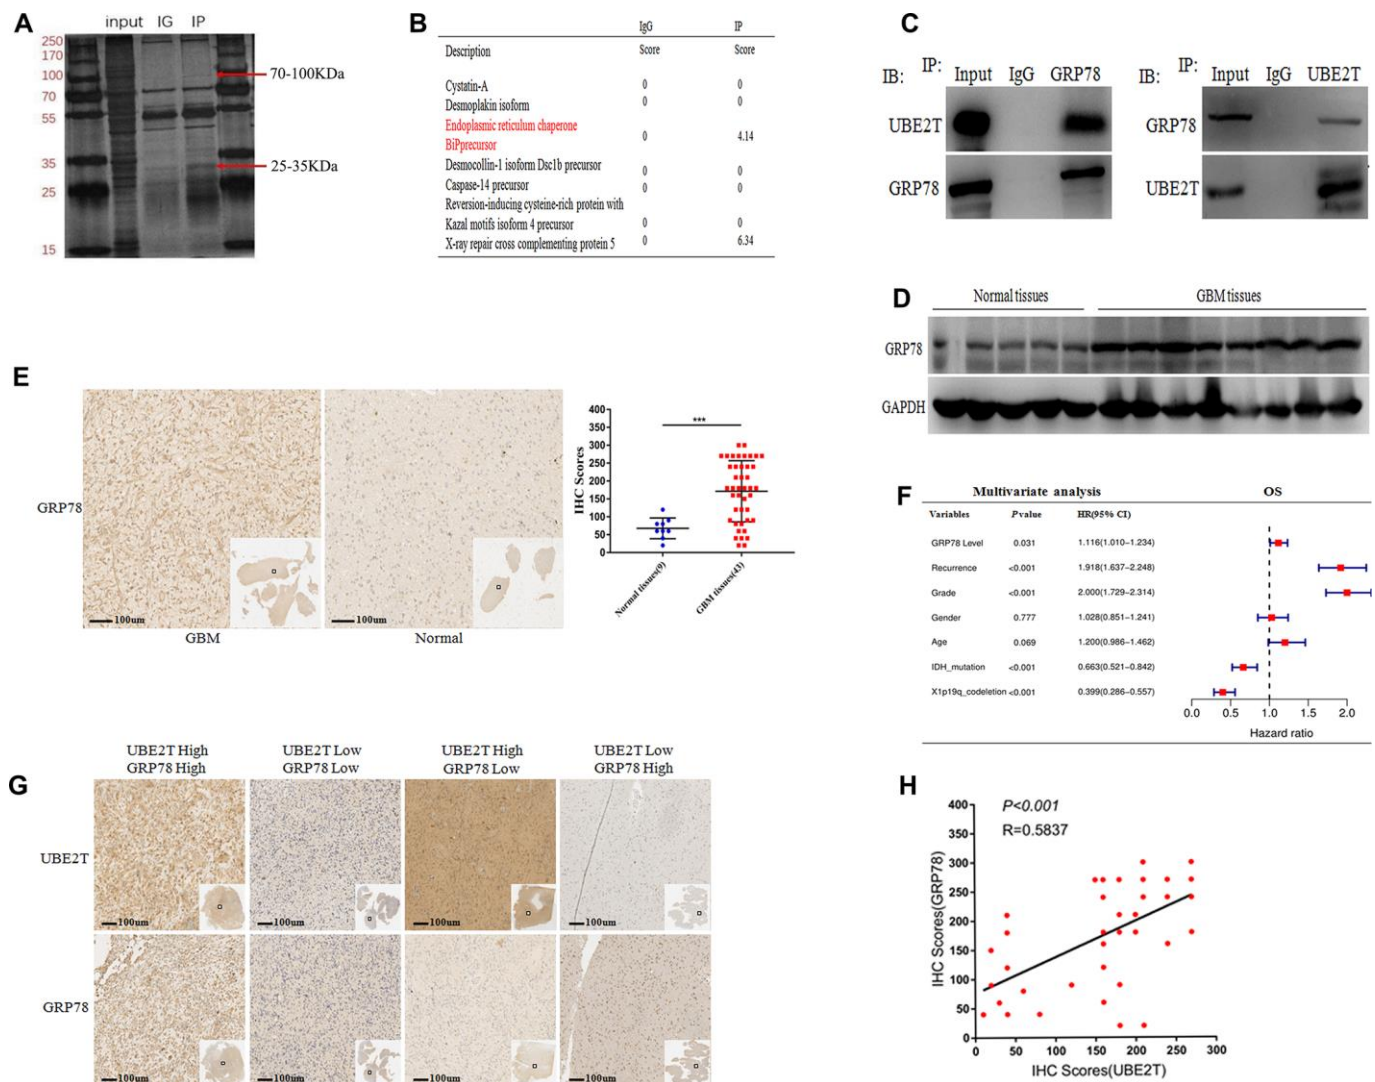 A
input IG IP
250
170
100
70
55
35
25
15
70-100KDa
25-35KDa
B
IgG IP
Description Score Score
Cystatin-A 0 0
Desmoplakin isoform 0 0
Endoplasmic reticulum chaperone
BiPprecursor 0 4.14
Desmocollin-1 isoform Dsc1b precursor 0 0
Caspase-14 precursor 0 0
Reversion-inducing cysteine-rich protein with
Kazal motifs isoform 4 precursor 0 0
X-ray repair cross complementing protein 5 0 6.34
C
IB: IP: Input IgG GRP78
UBE2T
GRP78
IB: IP: Input IgG UBE2T
GRP78
UBE2T
D
Normal tissues GBM tissues
GRP78
GAPDH
E
GRP78
100um
100um
GBM Normal
IHC Scores
400
350
300
250
200
150
100
50
0
***
Normal tissues(9)
GBM tissues(43)
F
Multivariate analysis OS
Variables P value HR(95% CI)
GRP78 Level 0.031 1.116(1.010−1.234)
Recurrence <0.001 1.918(1.637−2.248)
Grade <0.001 2.000(1.729−2.314)
Gender 0.777 1.028(0.851−1.241)
Age 0.069 1.200(0.986−1.462)
IDH_mutation <0.001 0.663(0.521−0.842)
X1p19q_codeletion <0.001 0.399(0.286−0.557)
0.0 0.5 1.0 1.5 2.0
Hazard ratio
G
UBE2T High UBE2T Low UBE2T High UBE2T Low
GRP78 High GRP78 Low GRP78 Low GRP78 High
UBE2T
100um 100um 100um 100um
GRP78
100um 100um 100um 100um
H
P<0.001
R=0.5837
IHC Scores(GRP78)
400
350
300
250
200
150
100
50
0
0 50 100 150 200 250 300
IHC Scores(UBE2T)